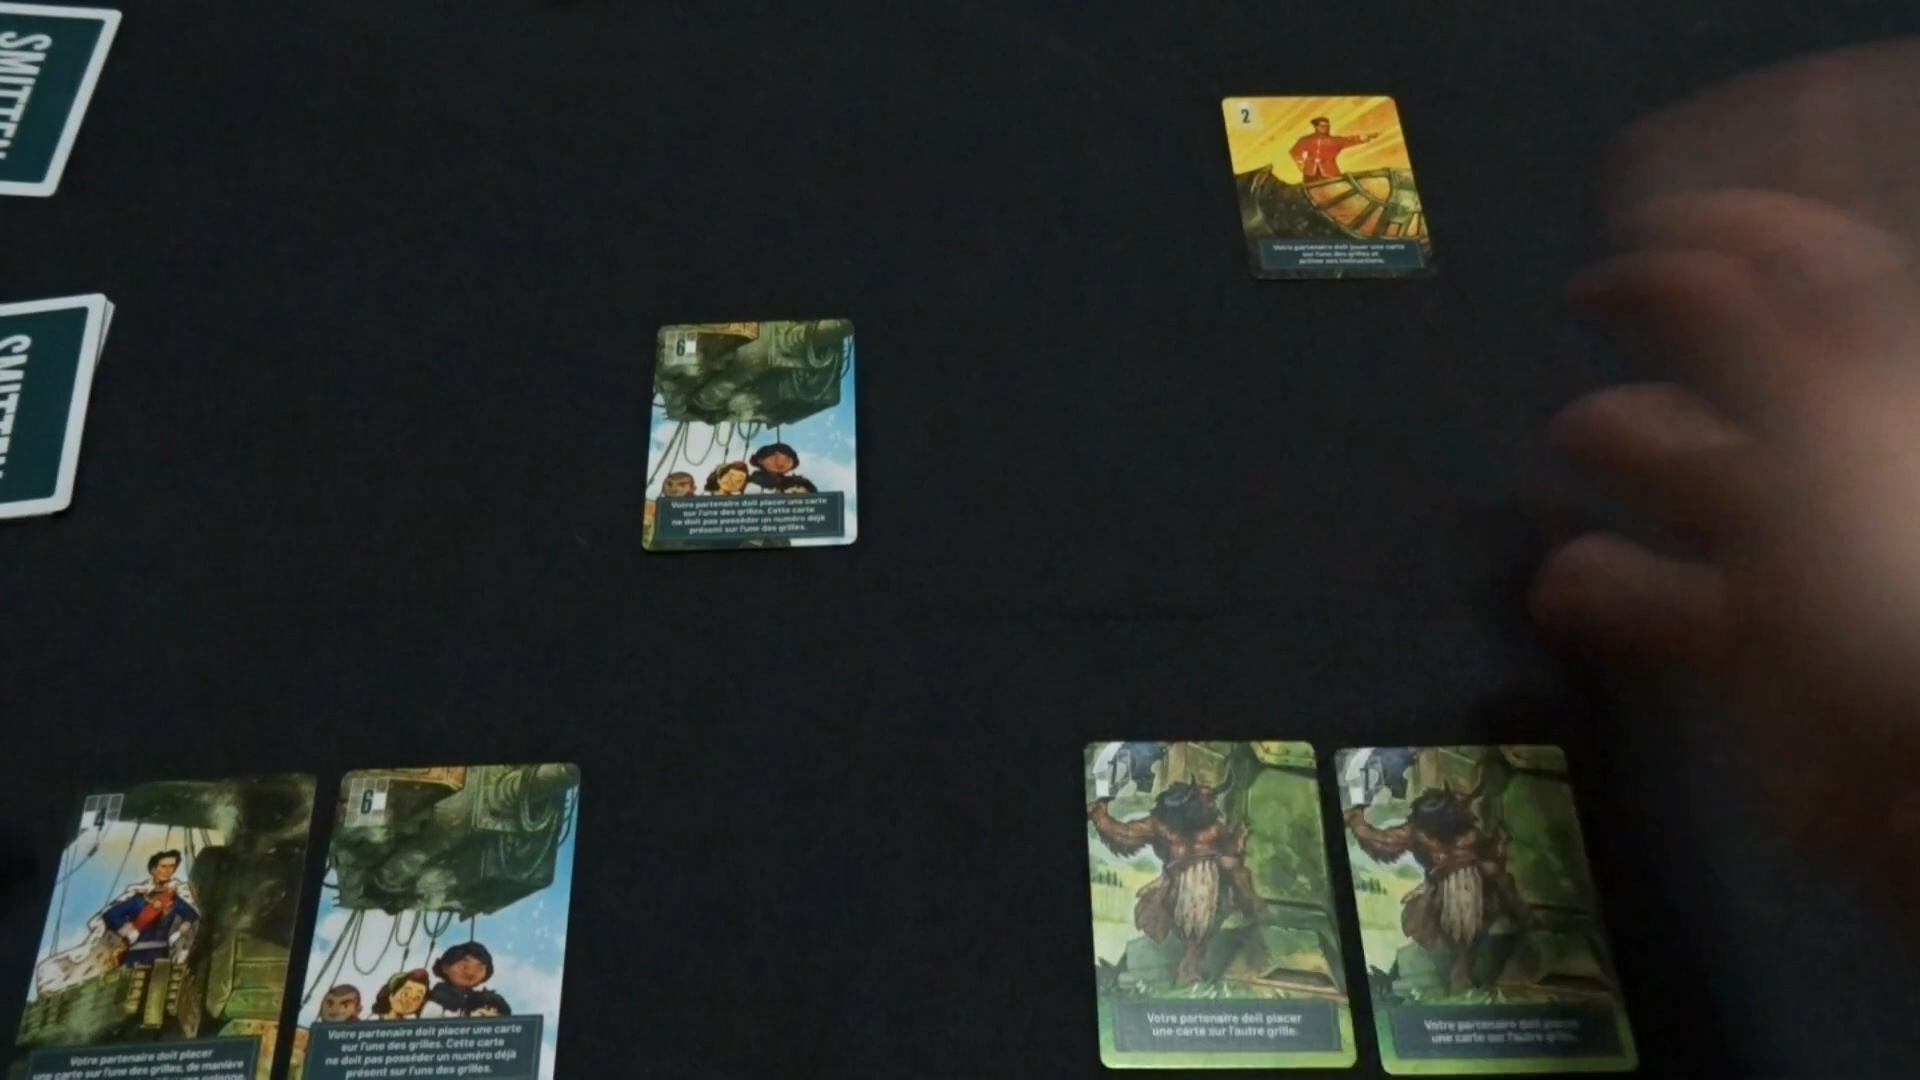 SMITTEN
2
Votre partenaire doit jouer une carte
sur l'une des grilles et
activer ses instructions.
SMITTEN
6
Votre partenaire doit placer une carte
sur l'une des grilles. Cette carte
ne doit pas posséder un numéro déjà
présent sur l'une des grilles.
4
Votre partenaire doit placer
une carte sur l'une des grilles, de manière
6
Votre partenaire doit placer une carte
sur l'une des grilles. Cette carte
ne doit pas posséder un numéro déjà
présent sur l'une des grilles.
Votre partenaire doit placer
une carte sur l'autre grille.
Votre partenaire doit placer
une carte sur l'autre grille.